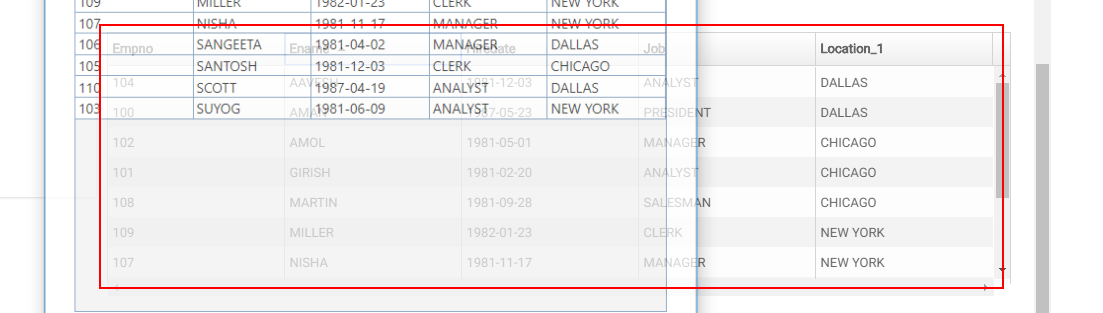 109 MILLER 1982-01-23 CLERK NEW YORK
107 NISHA 1981-11-17 MANAGER NEW YORK
106 SANGEETA 1981-04-02 MANAGER DALLAS
Empno Ename Hiredate Job Location_1
105 SANTOSH 1981-12-03 CLERK CHICAGO
110 SCOTT 1987-04-19 ANALYST DALLAS
103 SUYOG 1981-06-09 ANALYST NEW YORK
104 AAVESH 1981-12-03 ANALYST DALLAS
100 AMAN 1987-05-23 PRESIDENT DALLAS
102 AMOL 1981-05-01 MANAGER CHICAGO
101 GIRISH 1981-02-20 ANALYST CHICAGO
108 MARTIN 1981-09-28 SALESMAN CHICAGO
109 MILLER 1982-01-23 CLERK NEW YORK
107 NISHA 1981-11-17 MANAGER NEW YORK